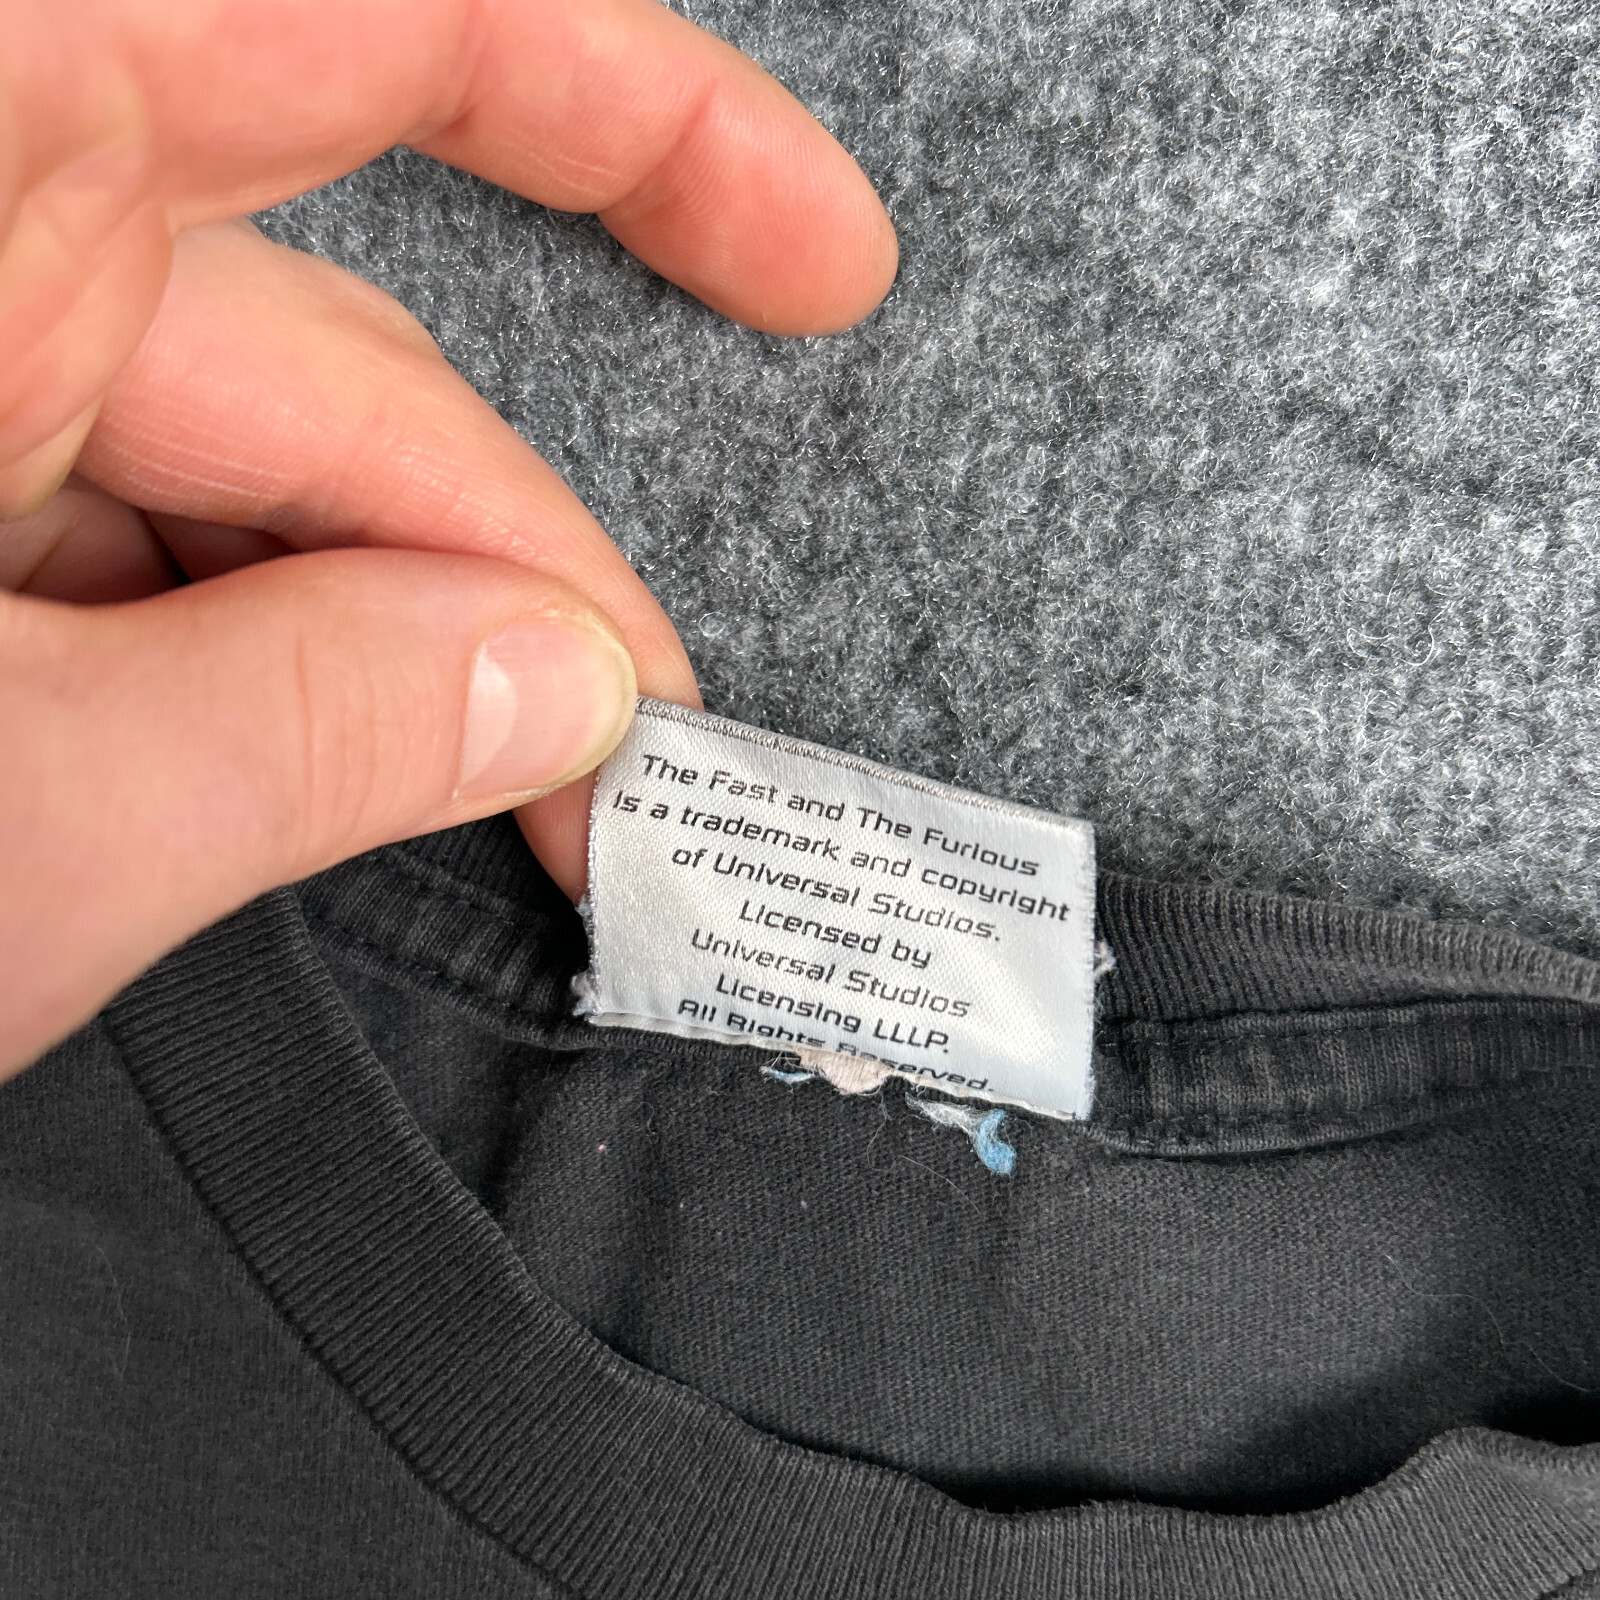 The Fast and The Furious
is a trademark and copyright
of Universal Studios.
Licensed by
Universal Studios
Licensing LLLP.
All Rights Reserved.